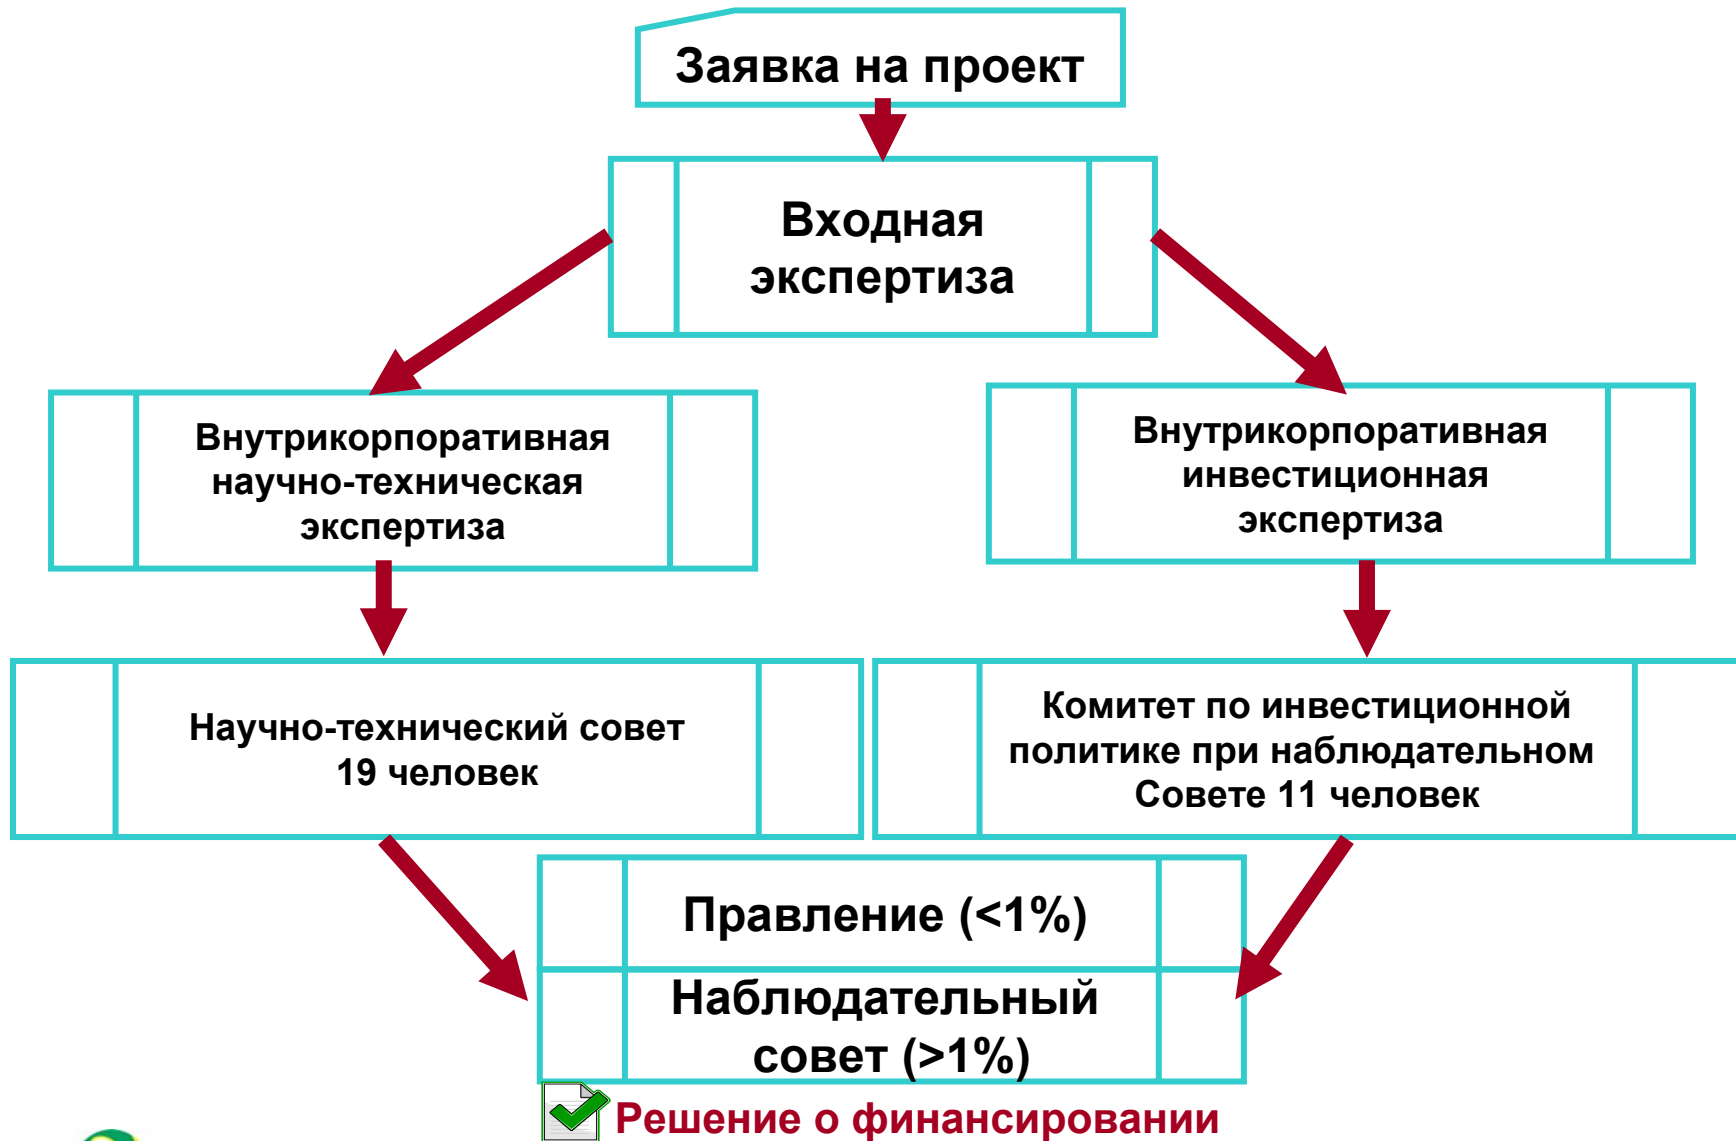 Заявка на проект
Входная
экспертиза
Внутрикорпоративная
научно-техническая
экспертиза
Внутрикорпоративная
инвестиционная
экспертиза
Научно-технический совет
19 человек
Комитет по инвестиционной
политике при наблюдательном
Совете 11 человек
Правление (<1%)
Наблюдательный
совет (>1%)
Решение о финансировании